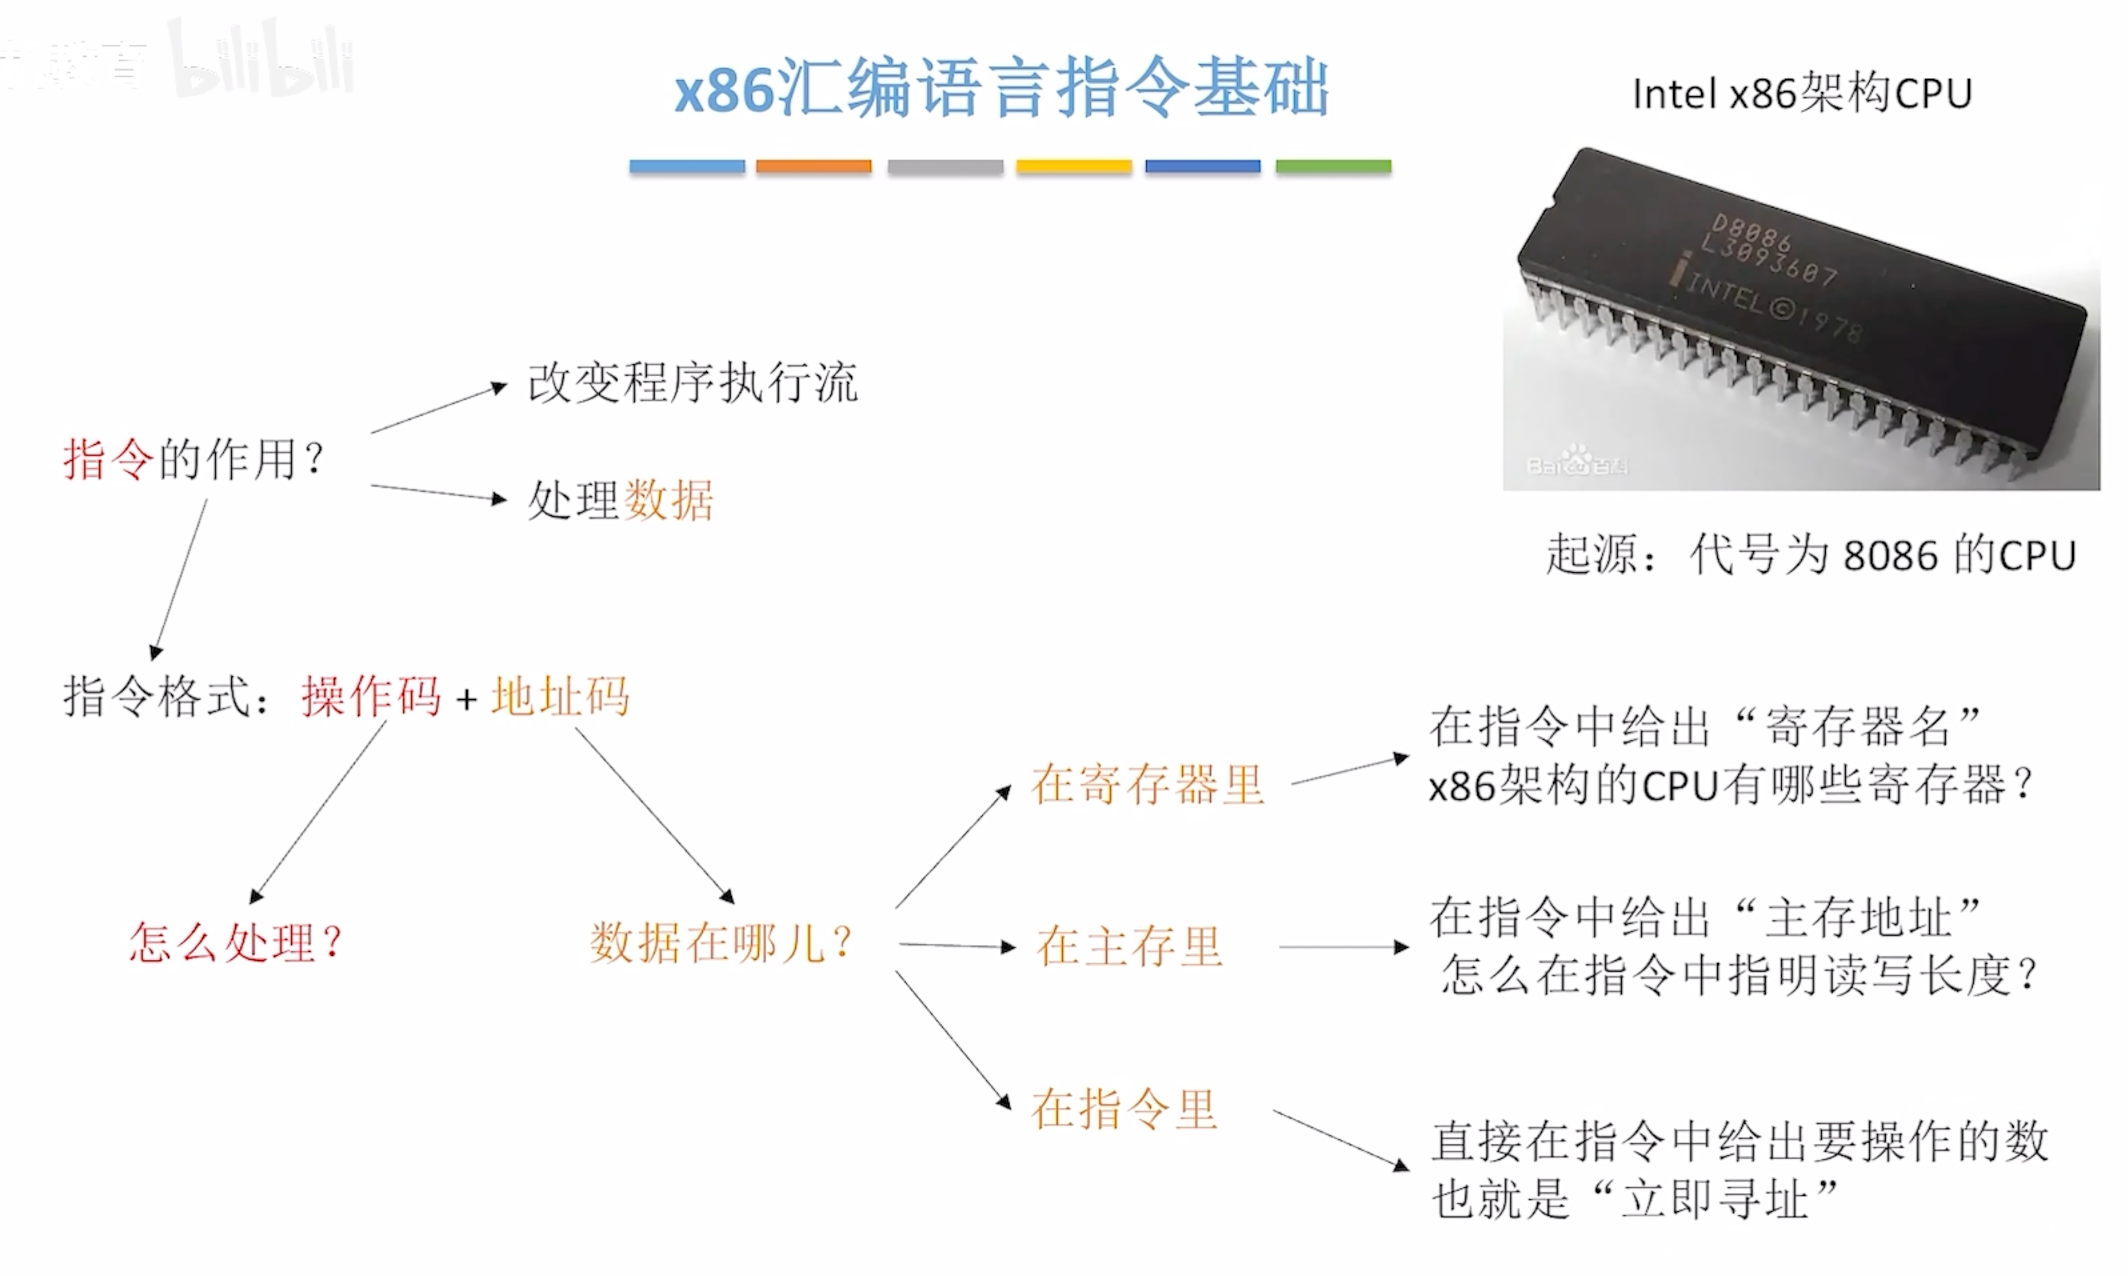 教育 bilibili
x86汇编语言指令基础
Intel x86架构CPU
D8086
L3093607
INTEL©1978
Bai百科
起源：代号为 8086 的CPU
指令的作用？
改变程序执行流
处理数据
指令格式：操作码 + 地址码
怎么处理？
数据在哪儿？
在寄存器里
在指令中给出“寄存器名”
x86架构的CPU有哪些寄存器？
在主存里
在指令中给出“主存地址”
怎么在指令中指明读写长度？
在指令里
直接在指令中给出要操作的数
也就是“立即寻址”